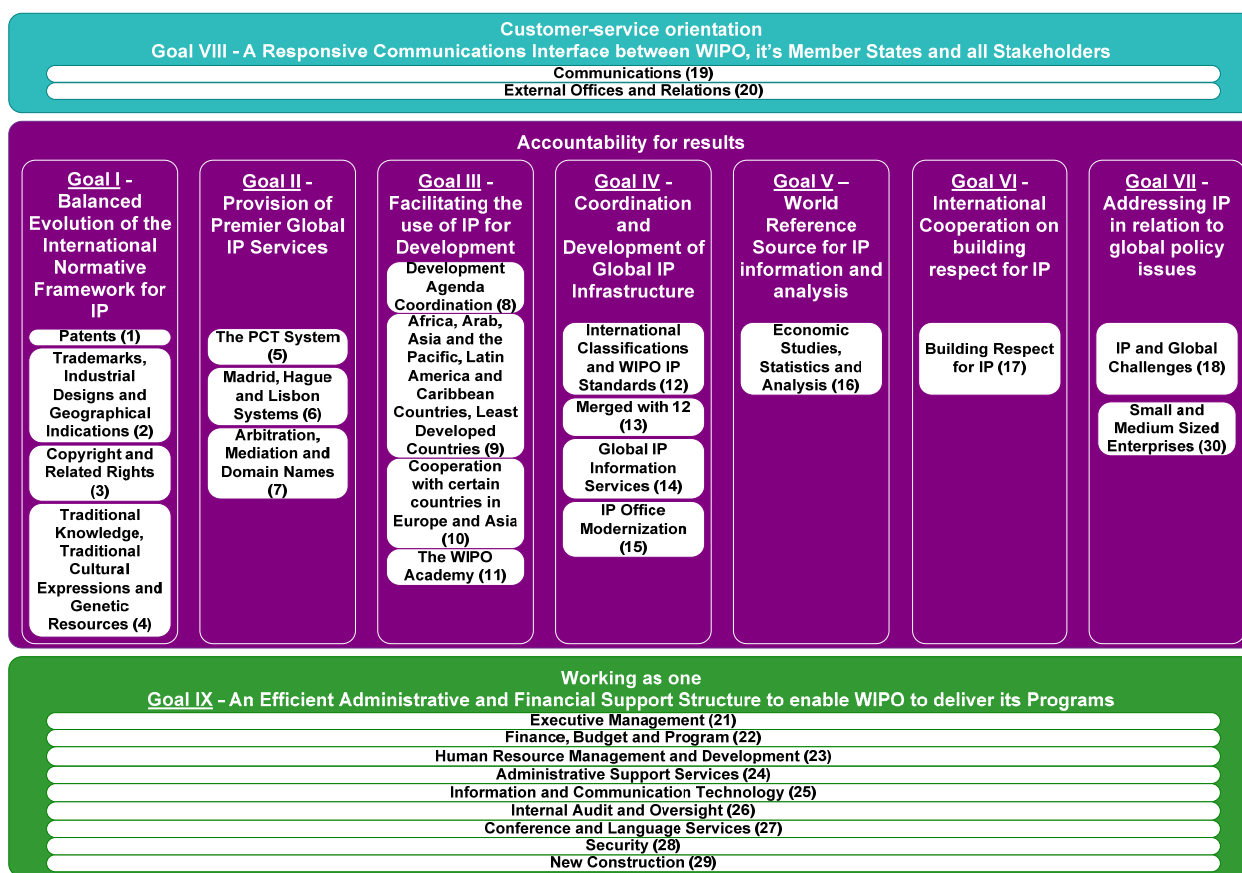 Customer-service orientation
Goal VIII - A Responsive Communications Interface between WIPO, it's Member States and all Stakeholders
Communications (19)
External Offices and Relations (20)
Accountability for results
Goal I -
Balanced
Evolution of the
International
Normative
Framework for
IP
Patents (1)
Trademarks,
Industrial
Designs and
Geographical
Indications (2)
Copyright and
Related Rights
(3)
Traditional
Knowledge,
Traditional
Cultural
Expressions and
Genetic
Resources (4)
Goal II -
Provision of
Premier Global
IP Services
The PCT System
(5)
Madrid, Hague
and Lisbon
Systems (6)
Arbitration,
Mediation and
Domain Names
(7)
Goal III -
Facilitating the
use of IP for
Development
Development
Agenda
Coordination (8)
Africa, Arab,
Asia and the
Pacific, Latin
America and
Caribbean
Countries, Least
Developed
Countries (9)
Cooperation
with certain
countries in
Europe and Asia
(10)
The WIPO
Academy (11)
Goal IV -
Coordination
and
Development of
Global IP
Infrastructure
International
Classifications
and WIPO IP
Standards (12)
Merged with 12
(13)
Global IP
Information
Services (14)
IP Office
Modernization
(15)
Goal V –
World
Reference
Source for IP
information and
analysis
Economic
Studies,
Statistics and
Analysis (16)
Goal VI -
International
Cooperation on
building
respect for IP
Building Respect
for IP (17)
Goal VII -
Addressing IP
in relation to
global policy
issues
IP and Global
Challenges (18)
Small and
Medium Sized
Enterprises (30)
Working as one
Goal IX - An Efficient Administrative and Financial Support Structure to enable WIPO to deliver its Programs
Executive Management (21)
Finance, Budget and Program (22)
Human Resource Management and Development (23)
Administrative Support Services (24)
Information and Communication Technology (25)
Internal Audit and Oversight (26)
Conference and Language Services (27)
Security (28)
New Construction (29)